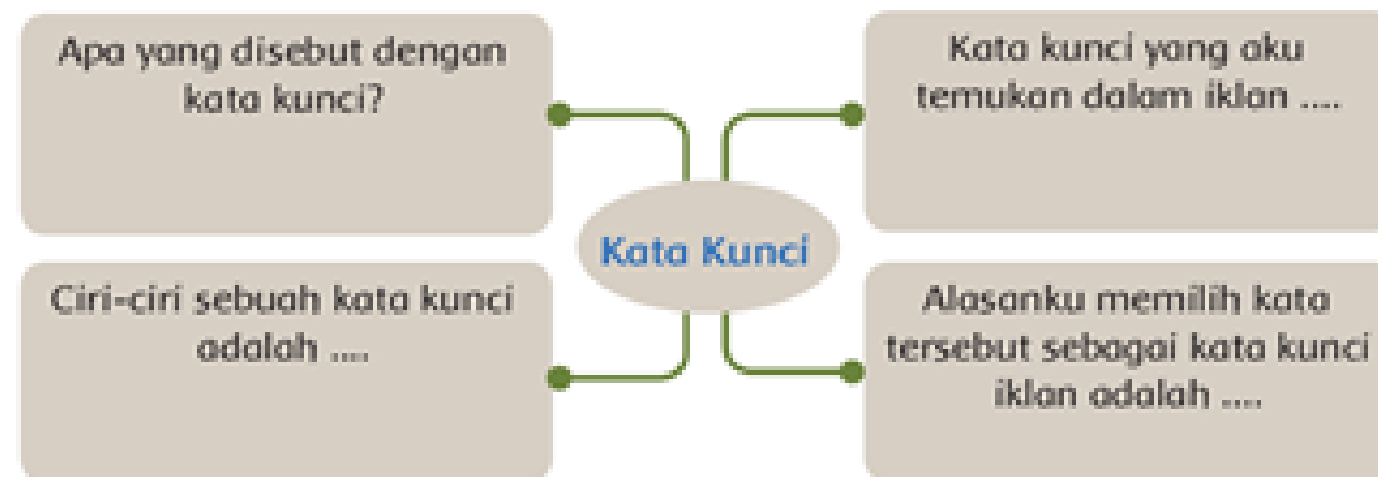 Apa yang disebut dengan
kata kunci?
Kata kunci yang aku
temukan dalam iklan ....
Kata Kunci
Ciri-ciri sebuah kata kunci
adalah ....
Alasanku memilih kata
tersebut sebagai kata kunci
iklan adalah ....